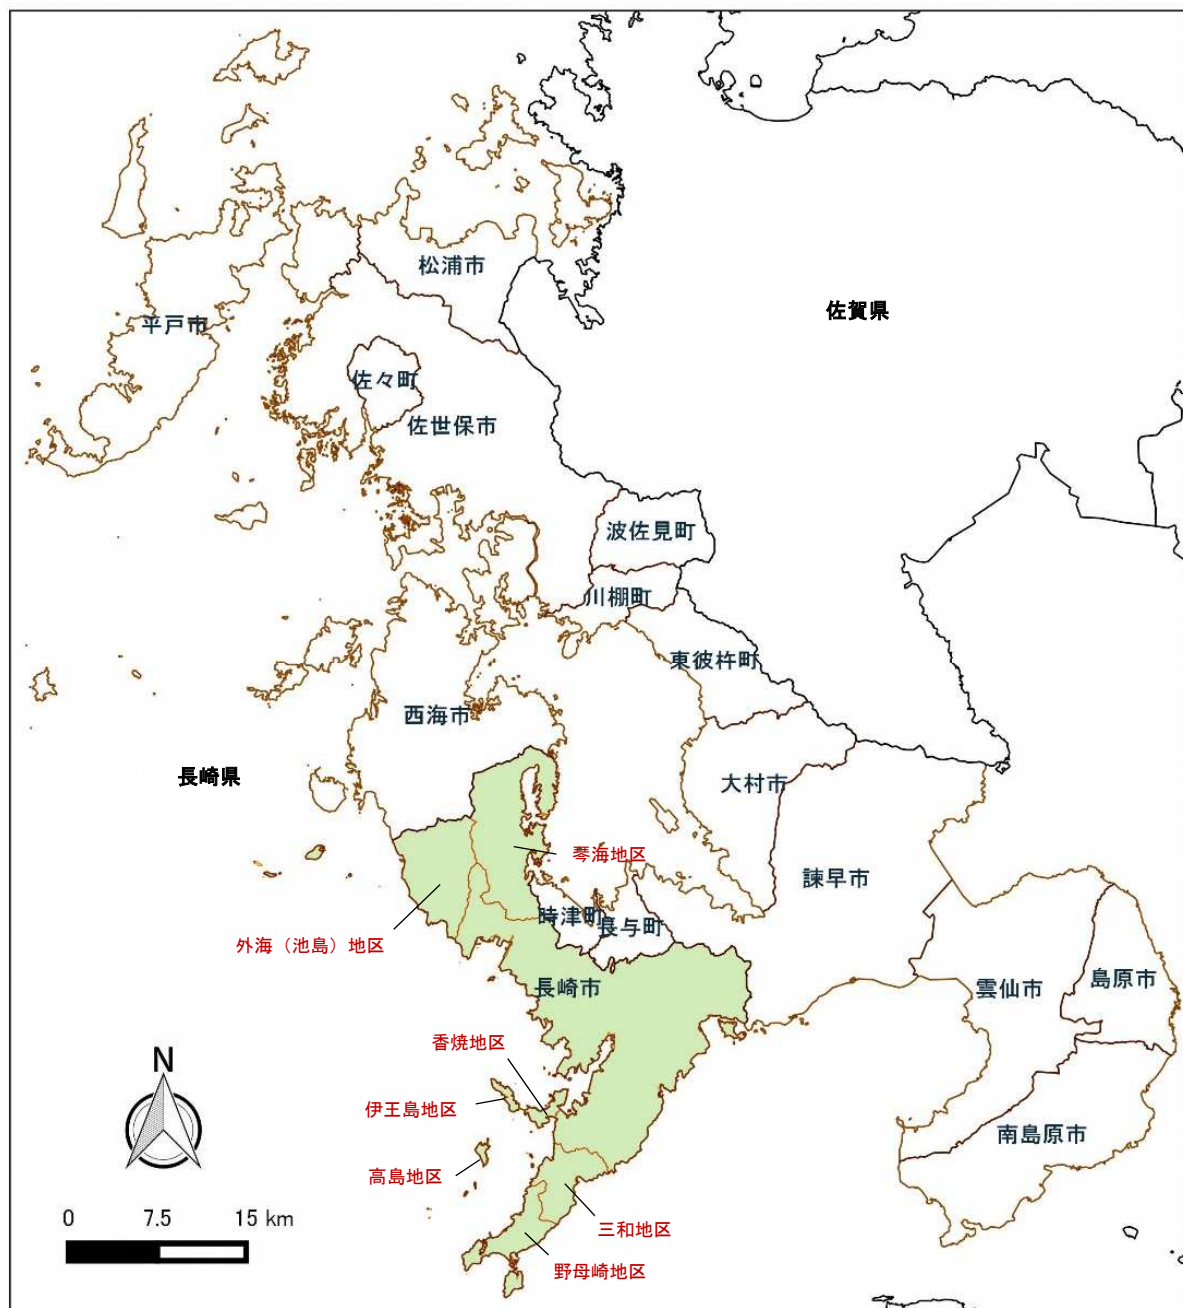 松浦市
佐賀県
平戸市
佐々町
佐世保市
波佐見町
川棚町
東彼杵町
西海市
長崎県
大村市
琴海地区
諫早市
時津町
長与町
外海（池島）地区
長崎市
雲仙市
島原市
香焼地区
N
伊王島地区
南島原市
高島地区
0 7.5 15 km
三和地区
野母崎地区